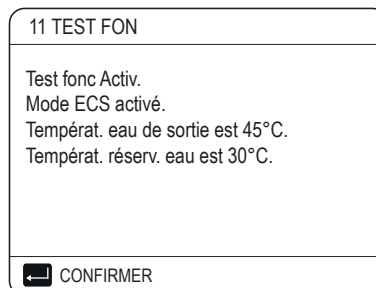 11 TEST FON
Test fonc Activ.
Mode ECS activé.
Températ. eau de sortie est 45°C.
Températ. réserv. eau est 30°C.
CONFIRMER